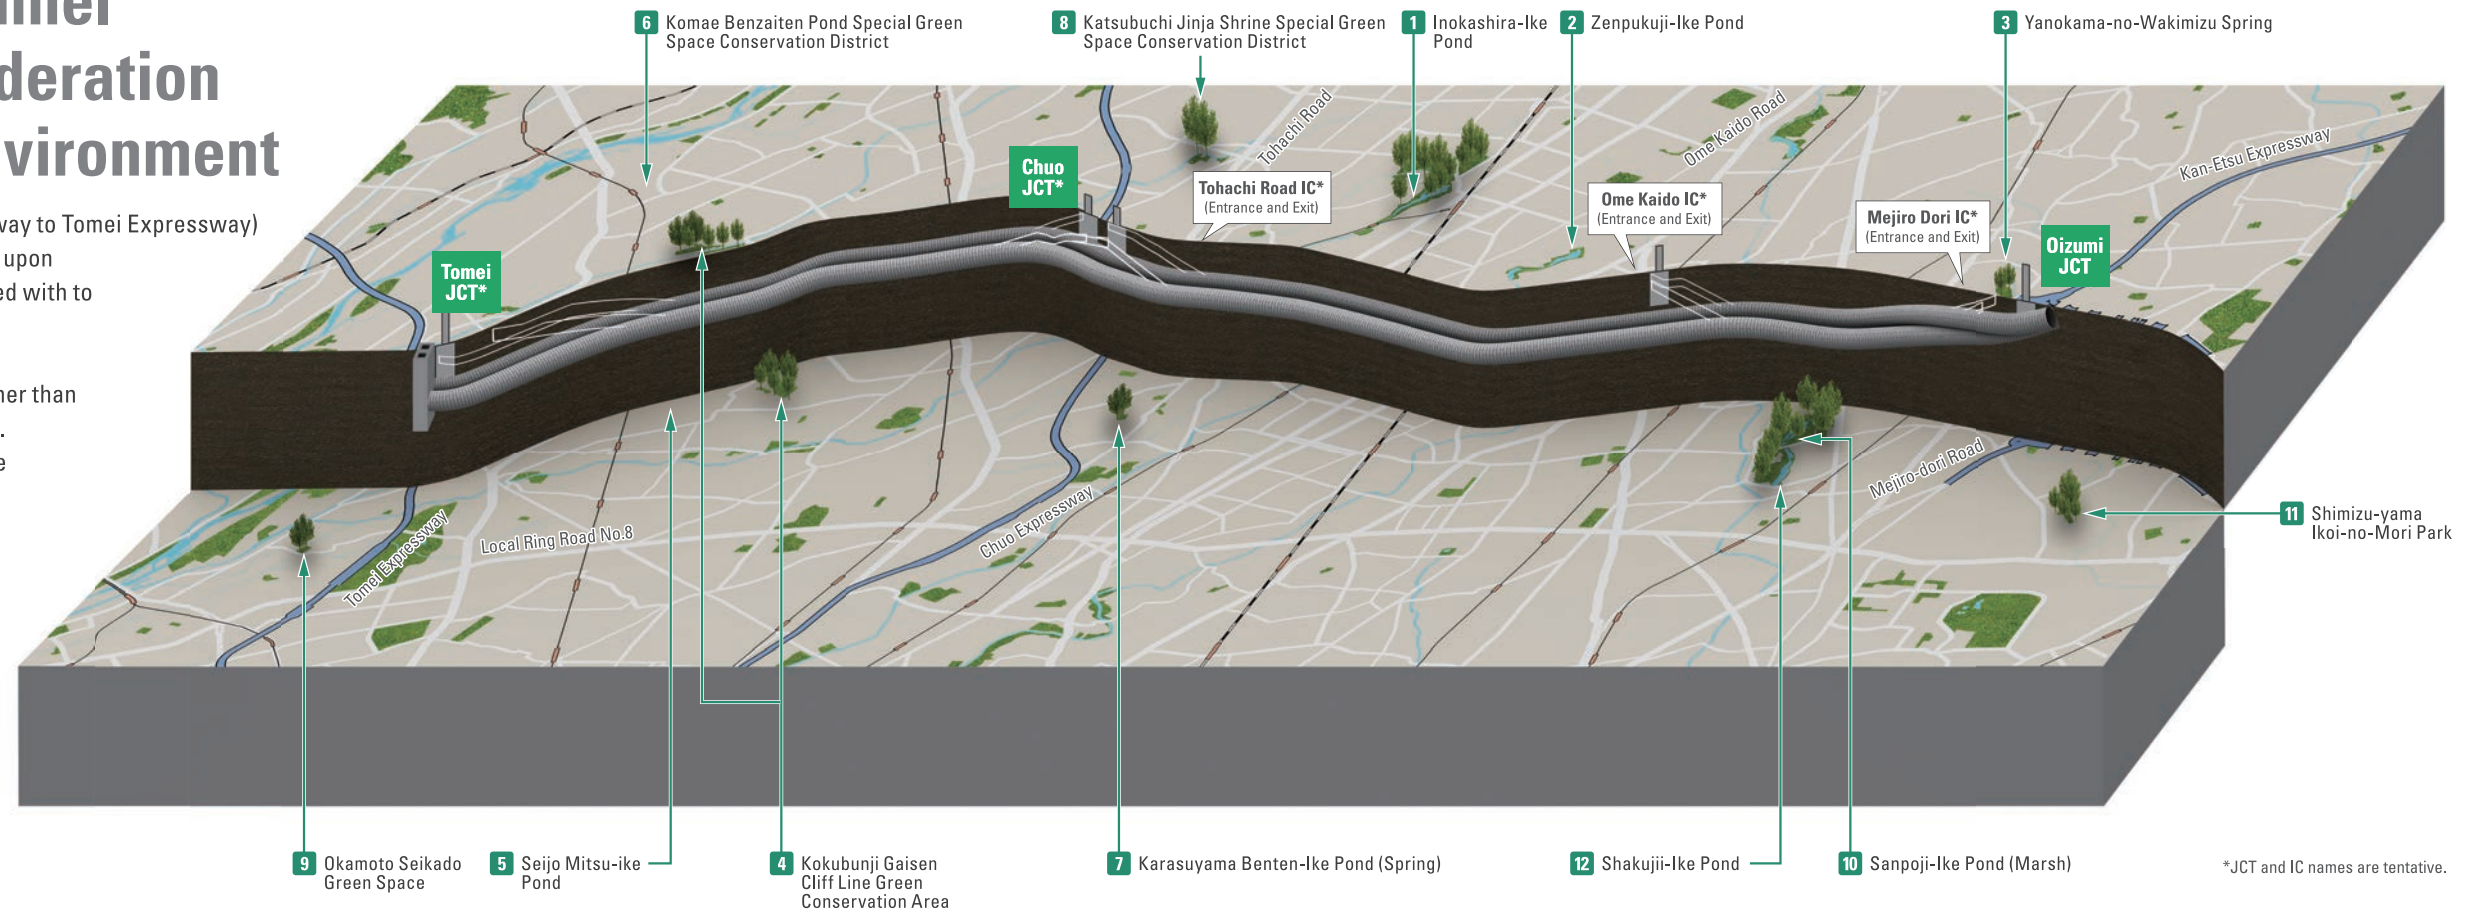 deration
vironment
way to Tomei Expressway)
upon
ed with to
her than
.
e
6 Komae Benzaiten Pond Special Green
Space Conservation District
8 Katsubuchi Jinja Shrine Special Green
Space Conservation District
1 Inokashira-Ike
Pond
2 Zenpukuji-Ike Pond
3 Yanokama-no-Wakimizu Spring
Tohachi Road
Ome Kaido Road
Kan-Etsu Expressway
Chuo
JCT*
Tohachi Road IC*
(Entrance and Exit)
Ome Kaido IC*
(Entrance and Exit)
Mejiro Dori IC*
(Entrance and Exit)
Oizumi
JCT
Tomei
JCT*
Mejiro-dori Road
Chuo Expressway
Local Ring Road No.8
Tomei Expressway
11 Shimizu-yama
Ikoi-no-Mori Park
9 Okamoto Seikado
Green Space
5 Seijo Mitsu-ike
Pond
4 Kokubunji Gaisen
Cliff Line Green
Conservation Area
7 Karasuyama Benten-Ike Pond (Spring)
12 Shakujii-Ike Pond
10 Sanpoji-Ike Pond (Marsh)
*JCT and IC names are tentative.